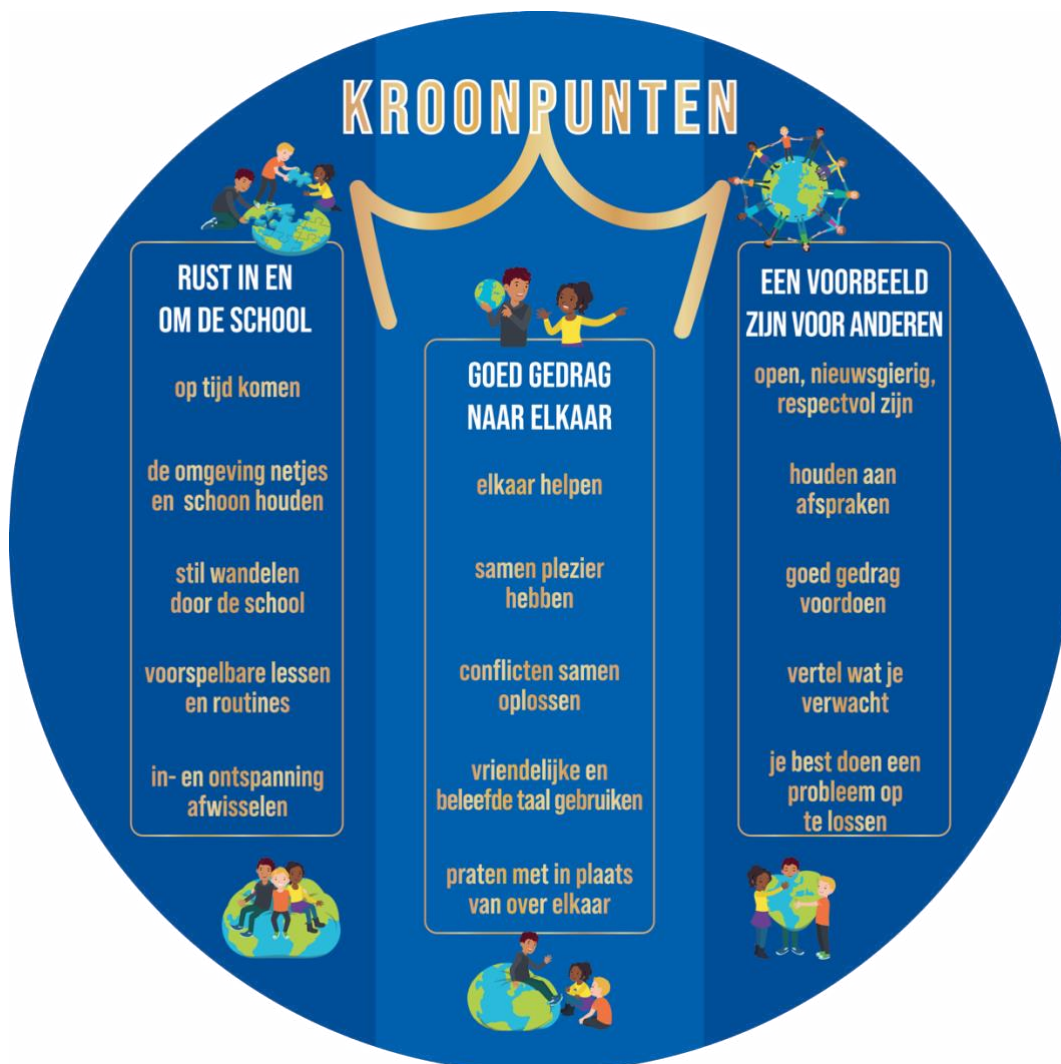 KROONPUNTEN
RUST IN EN
OM DE SCHOOL
op tijd komen
de omgeving netjes
en schoon houden
stil wandelen
door de school
voorspelbare lessen
en routines
in- en ontspanning
afwisselen
GOED GEDRAG
NAAR ELKAAR
elkaar helpen
samen plezier
hebben
conflicten samen
oplossen
vriendelijke en
beleefde taal gebruiken
praten met in plaats
van over elkaar
EEN VOORBEELD
ZIJN VOOR ANDEREN
open, nieuwsgierig,
respectvol zijn
houden aan
afspraken
goed gedrag
voordoen
vertel wat je
verwacht
je best doen een
probleem op
te lossen